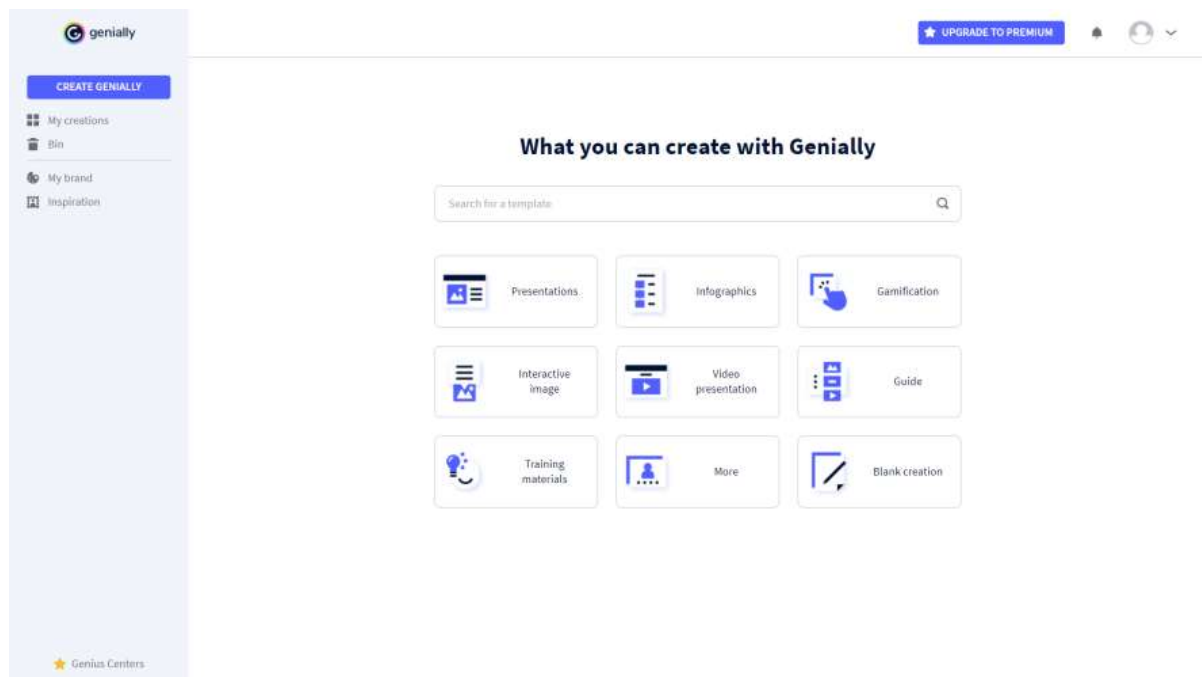 genially
UPGRADE TO PREMIUM
CREATE GENIALLY
My creations
Bin
My brand
Inspiration
What you can create with Genially
Search for a template
Presentations
Infographics
Gamification
Interactive
image
Video
presentation
Guide
Training
materials
More
Blank creation
Genius Centers